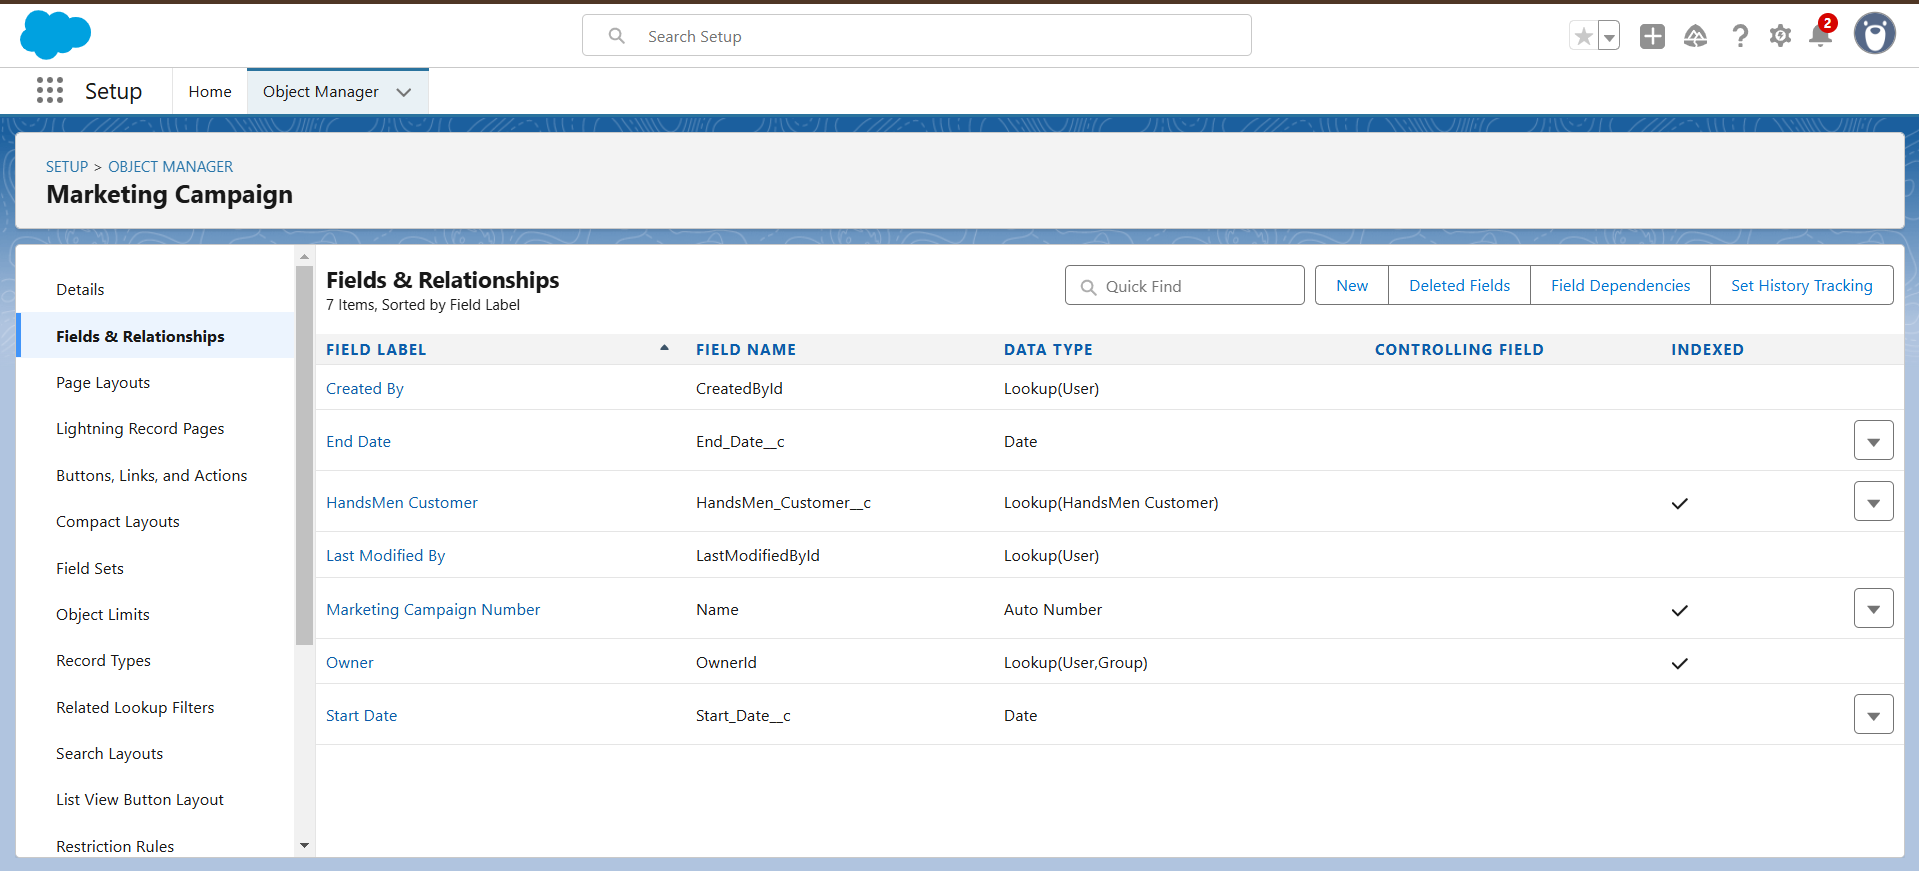 Search Setup
2
Setup
Home
Object Manager
SETUP > OBJECT MANAGER
Marketing Campaign
Details
Fields & Relationships
Page Layouts
Lightning Record Pages
Buttons, Links, and Actions
Compact Layouts
Field Sets
Object Limits
Record Types
Related Lookup Filters
Search Layouts
List View Button Layout
Restriction Rules
Fields & Relationships
7 Items, Sorted by Field Label
Quick Find
New
Deleted Fields
Field Dependencies
Set History Tracking
FIELD LABEL FIELD NAME DATA TYPE CONTROLLING FIELD INDEXED
Created By CreatedById Lookup(User)
End Date End_Date__c Date
HandsMen Customer HandsMen_Customer__c Lookup(HandsMen Customer)
Last Modified By LastModifiedById Lookup(User)
Marketing Campaign Number Name Auto Number
Owner OwnerId Lookup(User,Group)
Start Date Start_Date__c Date